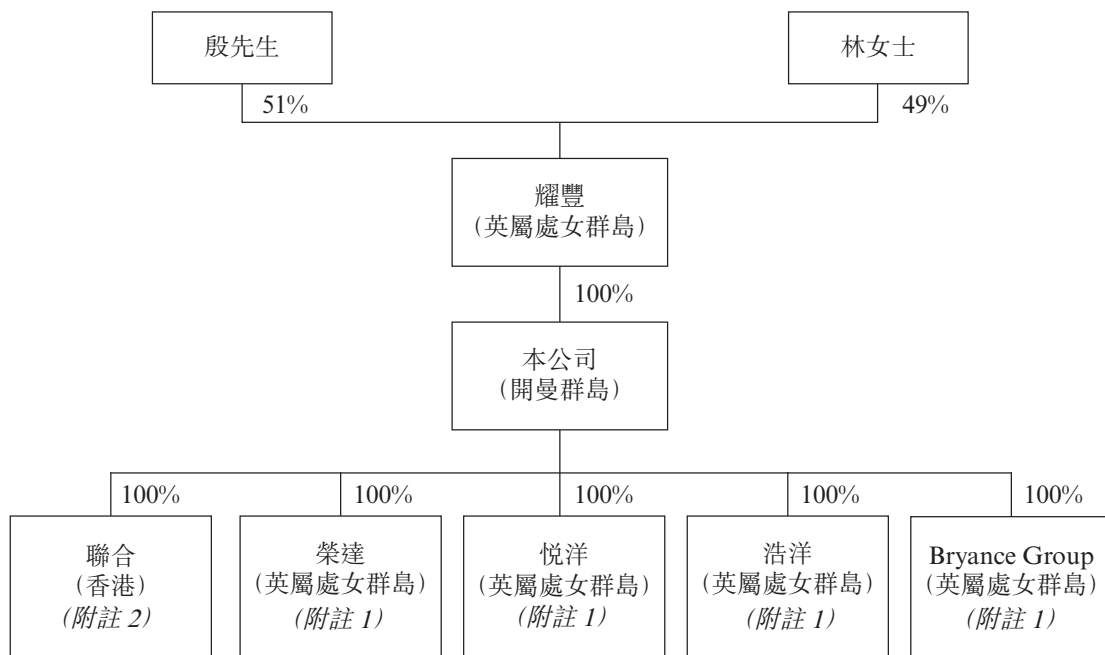 殷先生
林女士
51%
49%
耀豐
(英屬處女群島)
100%
本公司
(開曼群島)
100%
100%
100%
100%
100%
聯合
(香港)
(附註 2)
榮達
(英屬處女群島)
(附註 1)
悦洋
(英屬處女群島)
(附註 1)
浩洋
(英屬處女群島)
(附註 1)
Bryance Group
(英屬處女群島)
(附註 1)